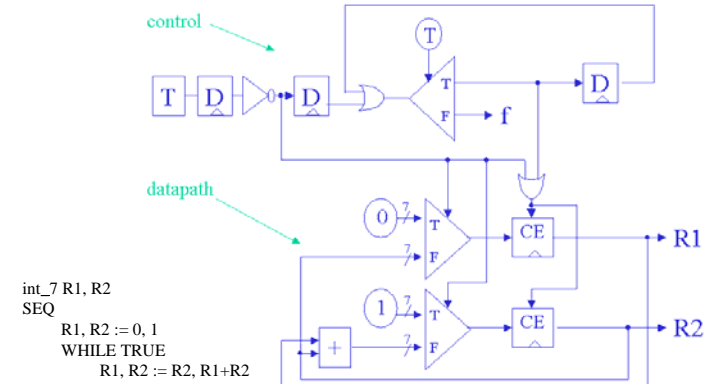 control
T
T D D T D
F f
datapath
0 7 T CE R1
7 F
1 7 T CE R2
+ 7 F
int_7 R1, R2
SEQ
R1, R2 := 0, 1
WHILE TRUE
R1, R2 := R2, R1+R2